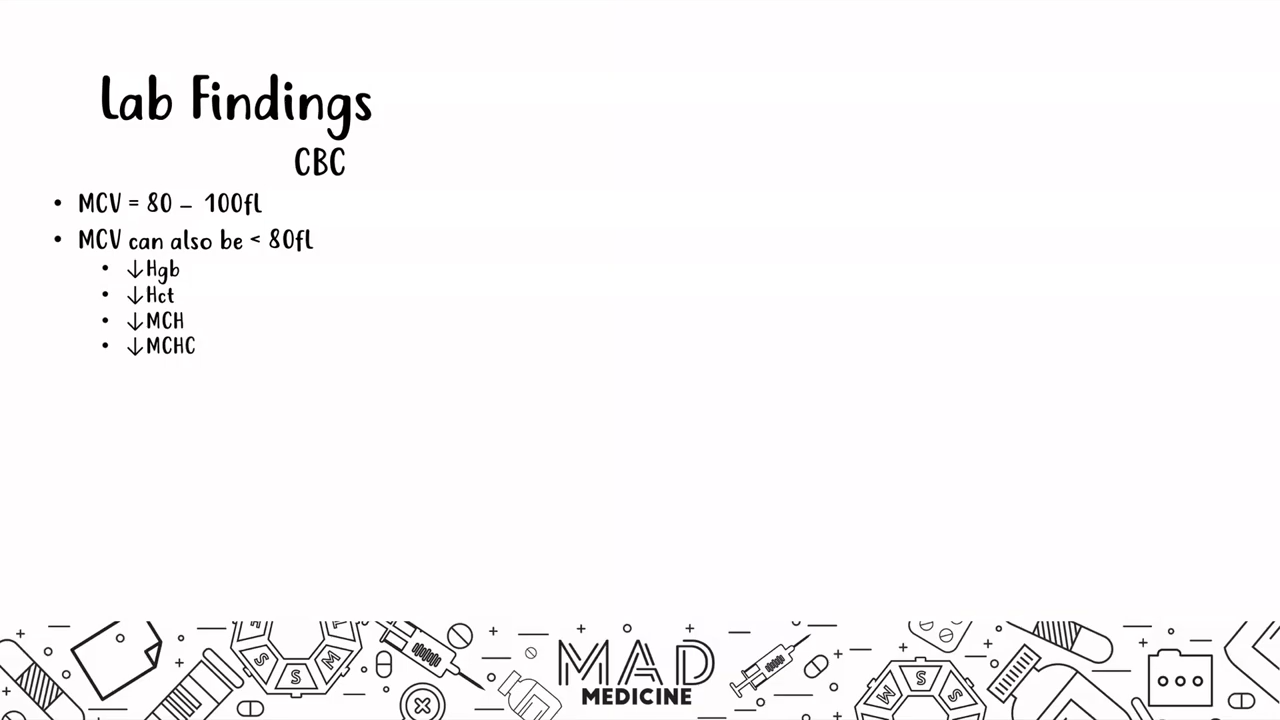 Lab Findings
CBC
• MCV = 80 – 100fL
• MCV can also be < 80fL
• ↓Hgb
• ↓Hct
• ↓MCH
• ↓MCHC
S S M
MAD
MEDICINE
M S S